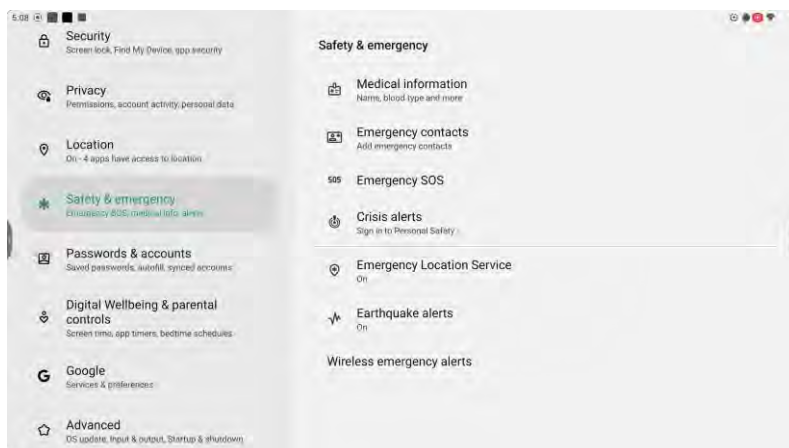 5:08
Security
Screen lock, Find My Device, app security
Privacy
Permissions, account activity, personal data
Location
On - 4 apps have access to location
Safety & emergency
Emergency SOS, medical info, alerts
Passwords & accounts
Saved passwords, autofill, synced accounts
Digital Wellbeing & parental
controls
Screen time, app timers, bedtime schedules
Google
Services & preferences
Advanced
OS update, Input & output, Startup & shutdown
Safety & emergency
Medical information
Name, blood type and more
Emergency contacts
Add emergency contacts
SOS Emergency SOS
Crisis alerts
Sign in to Personal Safety
Emergency Location Service
On
Earthquake alerts
On
Wireless emergency alerts